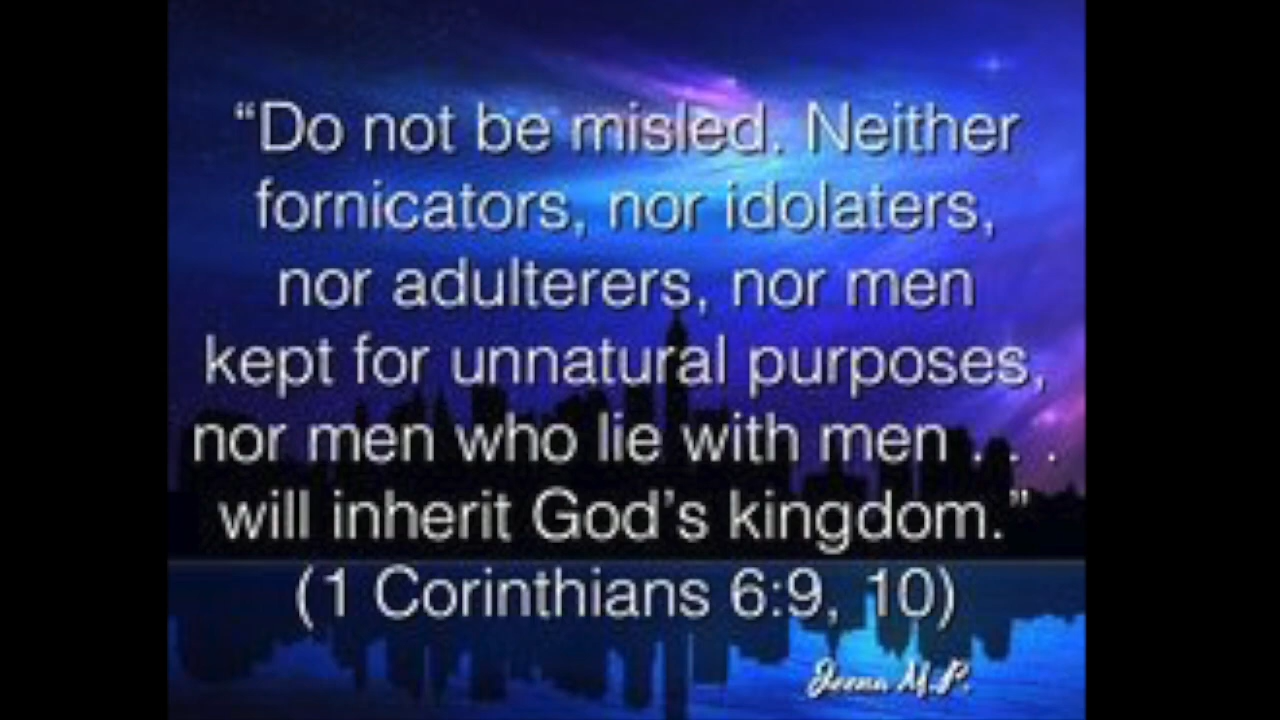 “Do not be misled. Neither
fornicators, nor idolaters,
nor adulterers, nor men
kept for unnatural purposes,
nor men who lie with men . . .
will inherit God’s kingdom.”
(1 Corinthians 6:9, 10)
Jeena M.P.